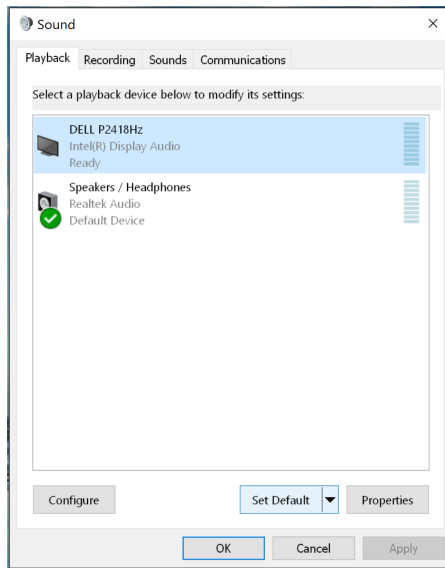 Sound
Playback Recording Sounds Communications
Select a playback device below to modify its settings:
DELL P2418Hz
Intel(R) Display Audio
Ready
Speakers / Headphones
Realtek Audio
Default Device
Configure Set Default Properties
OK Cancel Apply